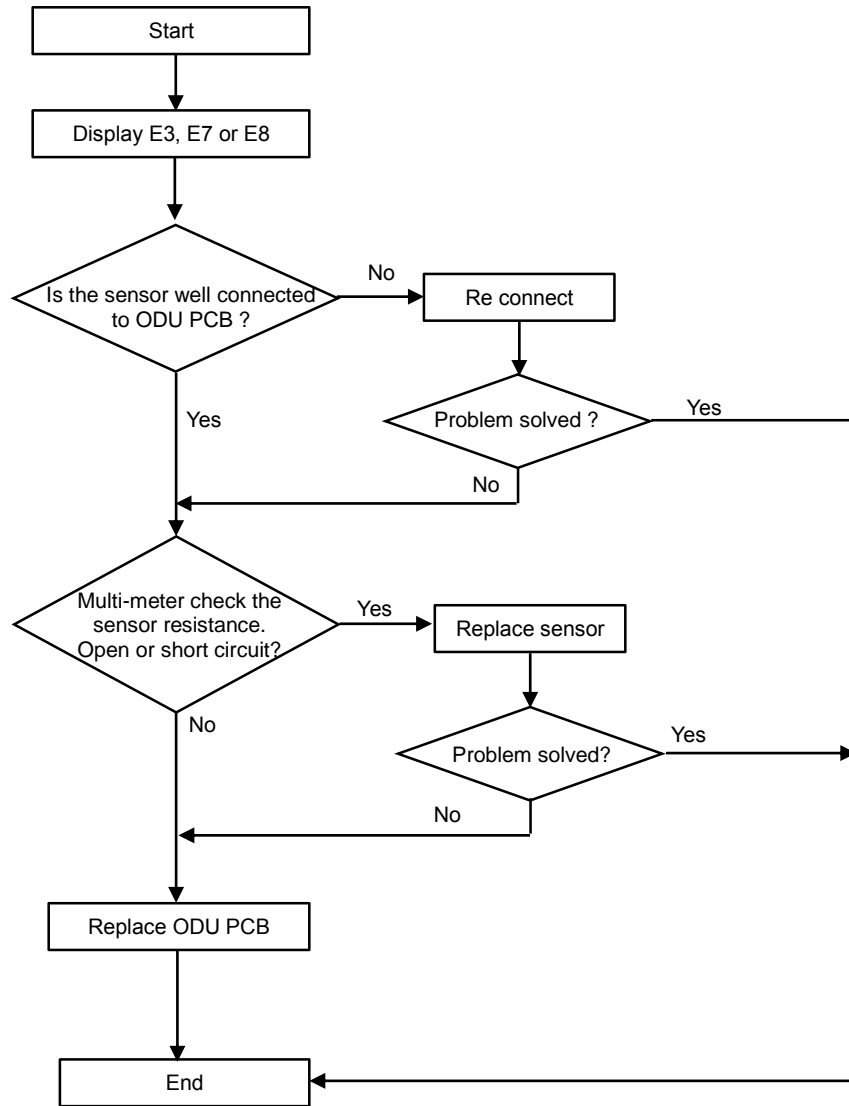 Start
Display E3, E7 or E8
Is the sensor well connected
to ODU PCB ?
No
Re connect
Yes
Problem solved ?
Yes
No
Multi-meter check the
sensor resistance.
Open or short circuit?
Yes
Replace sensor
No
Problem solved?
Yes
No
Replace ODU PCB
End